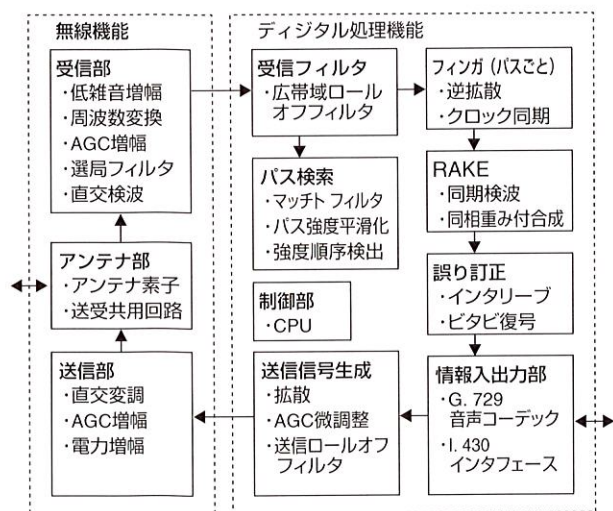 無線機能
受信部
・低雑音増幅
・周波数変換
・AGC増幅
・選局フィルタ
・直交検波
アンテナ部
・アンテナ素子
・送受共用回路
送信部
・直交変調
・AGC増幅
・電力増幅
ディジタル処理機能
受信フィルタ
・広帯域ロール
オフフィルタ
フィンガ(パスごと)
・逆拡散
・クロック同期
パス検索
・マッチト フィルタ
・パス強度平滑化
・強度順序検出
RAKE
・同期検波
・同相重み付合成
制御部
・CPU
誤り訂正
・インタリーブ
・ビタビ復号
送信信号生成
・拡散
・AGC微調整
・送信ロールオフ
フィルタ
情報入出力部
・G. 729
音声コーデック
・I. 430
インタフェース